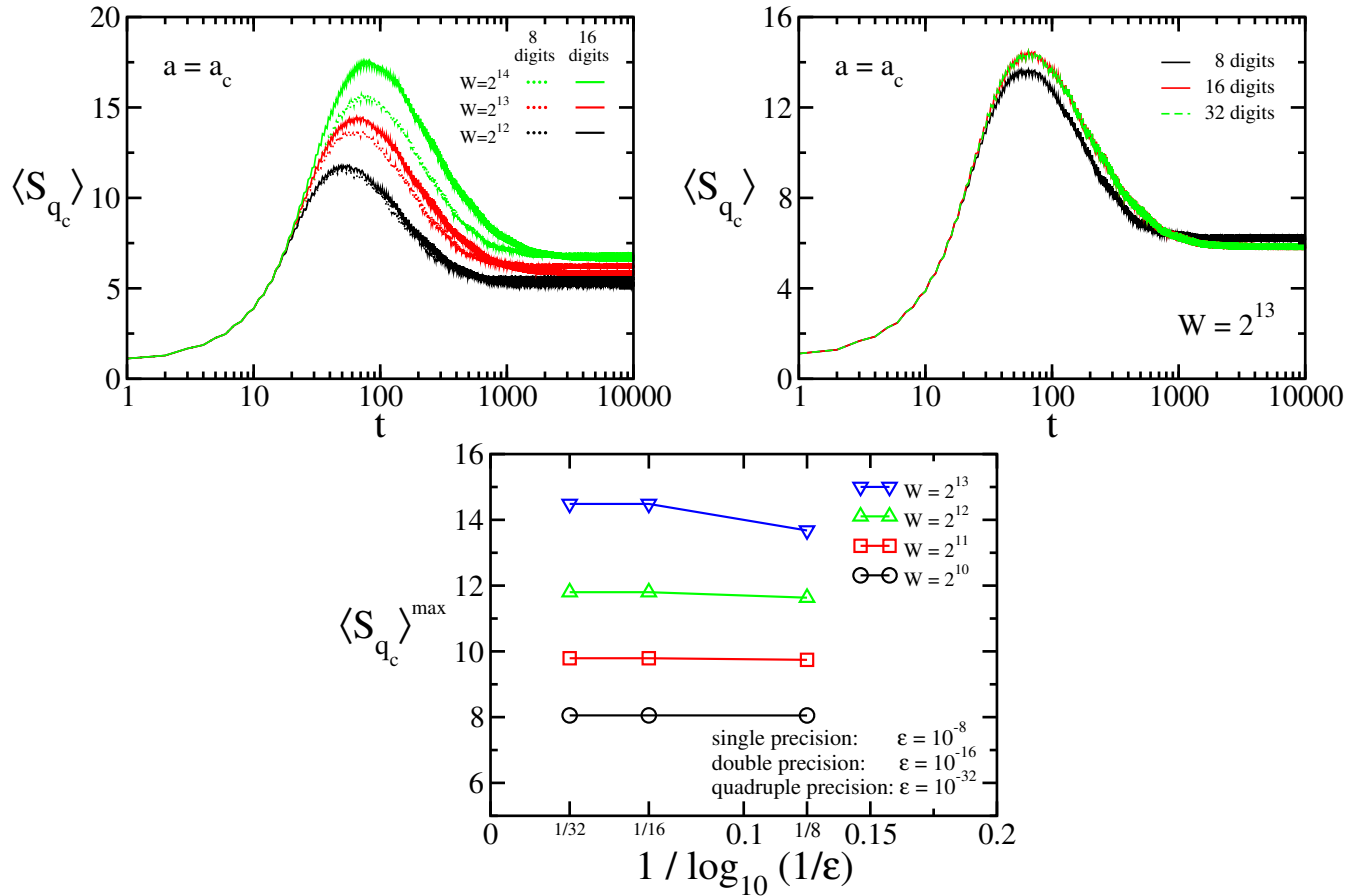 20
15
10
5
0
⟨S_{q_c}⟩
a = a_c
8 digits
16 digits
W=2^{14}
W=2^{13}
W=2^{12}
1 10 100 1000 10000
t
16
12
8
4
0
⟨S_{q_c}⟩
a = a_c
8 digits
16 digits
32 digits
W = 2^{13}
1 10 100 1000 10000
t
16
14
12
10
8
6
⟨S_{q_c}⟩^{max}
W = 2^{13}
W = 2^{12}
W = 2^{11}
W = 2^{10}
single precision: ε = 10^{-8}
double precision: ε = 10^{-16}
quadruple precision: ε = 10^{-32}
0 1/32 1/16 0.1 1/8 0.15 0.2
1 / log_{10} (1/ε)